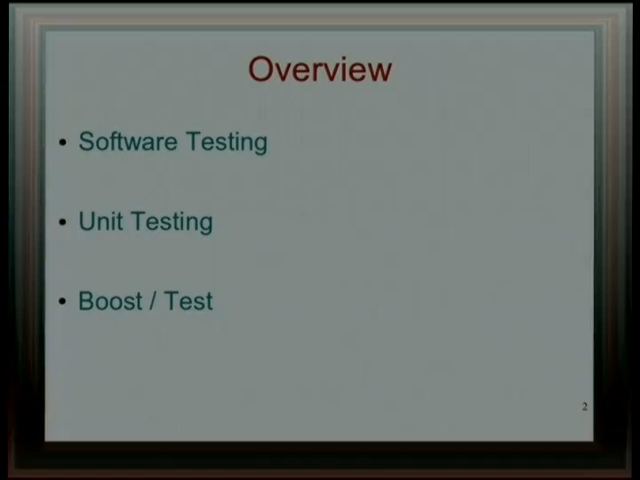 Overview
• Software Testing
• Unit Testing
• Boost / Test
2